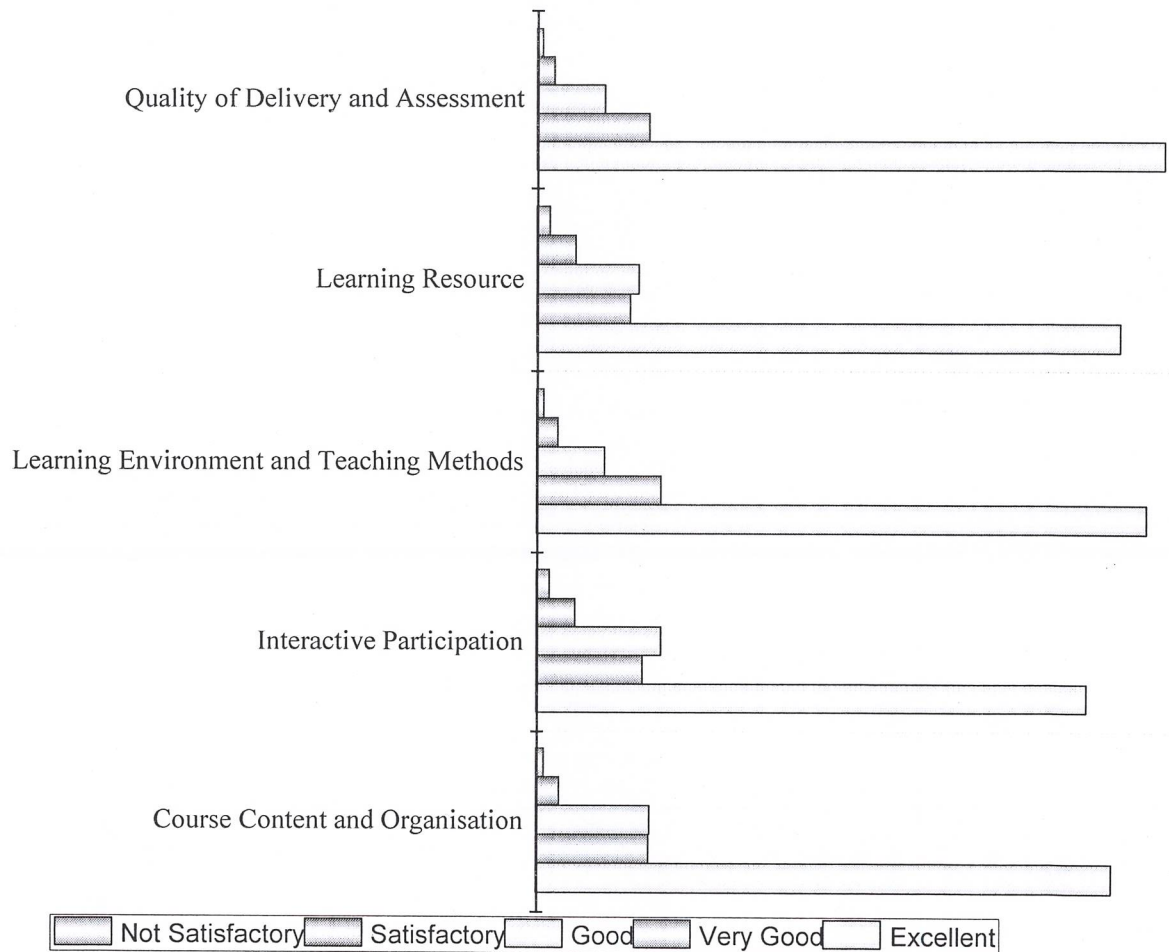 Quality of Delivery and Assessment
Learning Resource
Learning Environment and Teaching Methods
Interactive Participation
Course Content and Organisation
Not Satisfactory Satisfactory Good Very Good Excellent